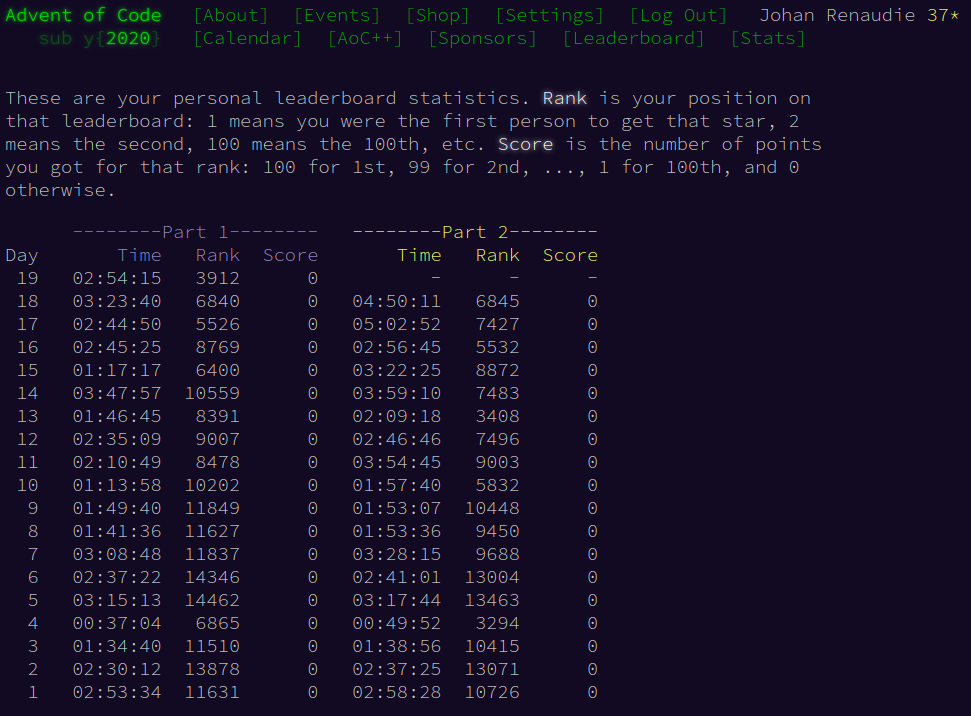 Advent of Code [About] [Events] [Shop] [Settings] [Log Out] Johan Renaudie 37*
sub y{2020} [Calendar] [AoC++] [Sponsors] [Leaderboard] [Stats]
These are your personal leaderboard statistics. Rank is your position on
that leaderboard: 1 means you were the first person to get that star, 2
means the second, 100 means the 100th, etc. Score is the number of points
you got for that rank: 100 for 1st, 99 for 2nd, ..., 1 for 100th, and 0
otherwise.
--------Part 1-------- --------Part 2--------
Day Time Rank Score Time Rank Score
19 02:54:15 3912 0 - - -
18 03:23:40 6840 0 04:50:11 6845 0
17 02:44:50 5526 0 05:02:52 7427 0
16 02:45:25 8769 0 02:56:45 5532 0
15 01:17:17 6400 0 03:22:25 8872 0
14 03:47:57 10559 0 03:59:10 7483 0
13 01:46:45 8391 0 02:09:18 3408 0
12 02:35:09 9007 0 02:46:46 7496 0
11 02:10:49 8478 0 03:54:45 9003 0
10 01:13:58 10202 0 01:57:40 5832 0
9 01:49:40 11849 0 01:53:07 10448 0
8 01:41:36 11627 0 01:53:36 9450 0
7 03:08:48 11837 0 03:28:15 9688 0
6 02:37:22 14346 0 02:41:01 13004 0
5 03:15:13 14462 0 03:17:44 13463 0
4 00:37:04 6865 0 00:49:52 3294 0
3 01:34:40 11510 0 01:38:56 10415 0
2 02:30:12 13878 0 02:37:25 13071 0
1 02:53:34 11631 0 02:58:28 10726 0